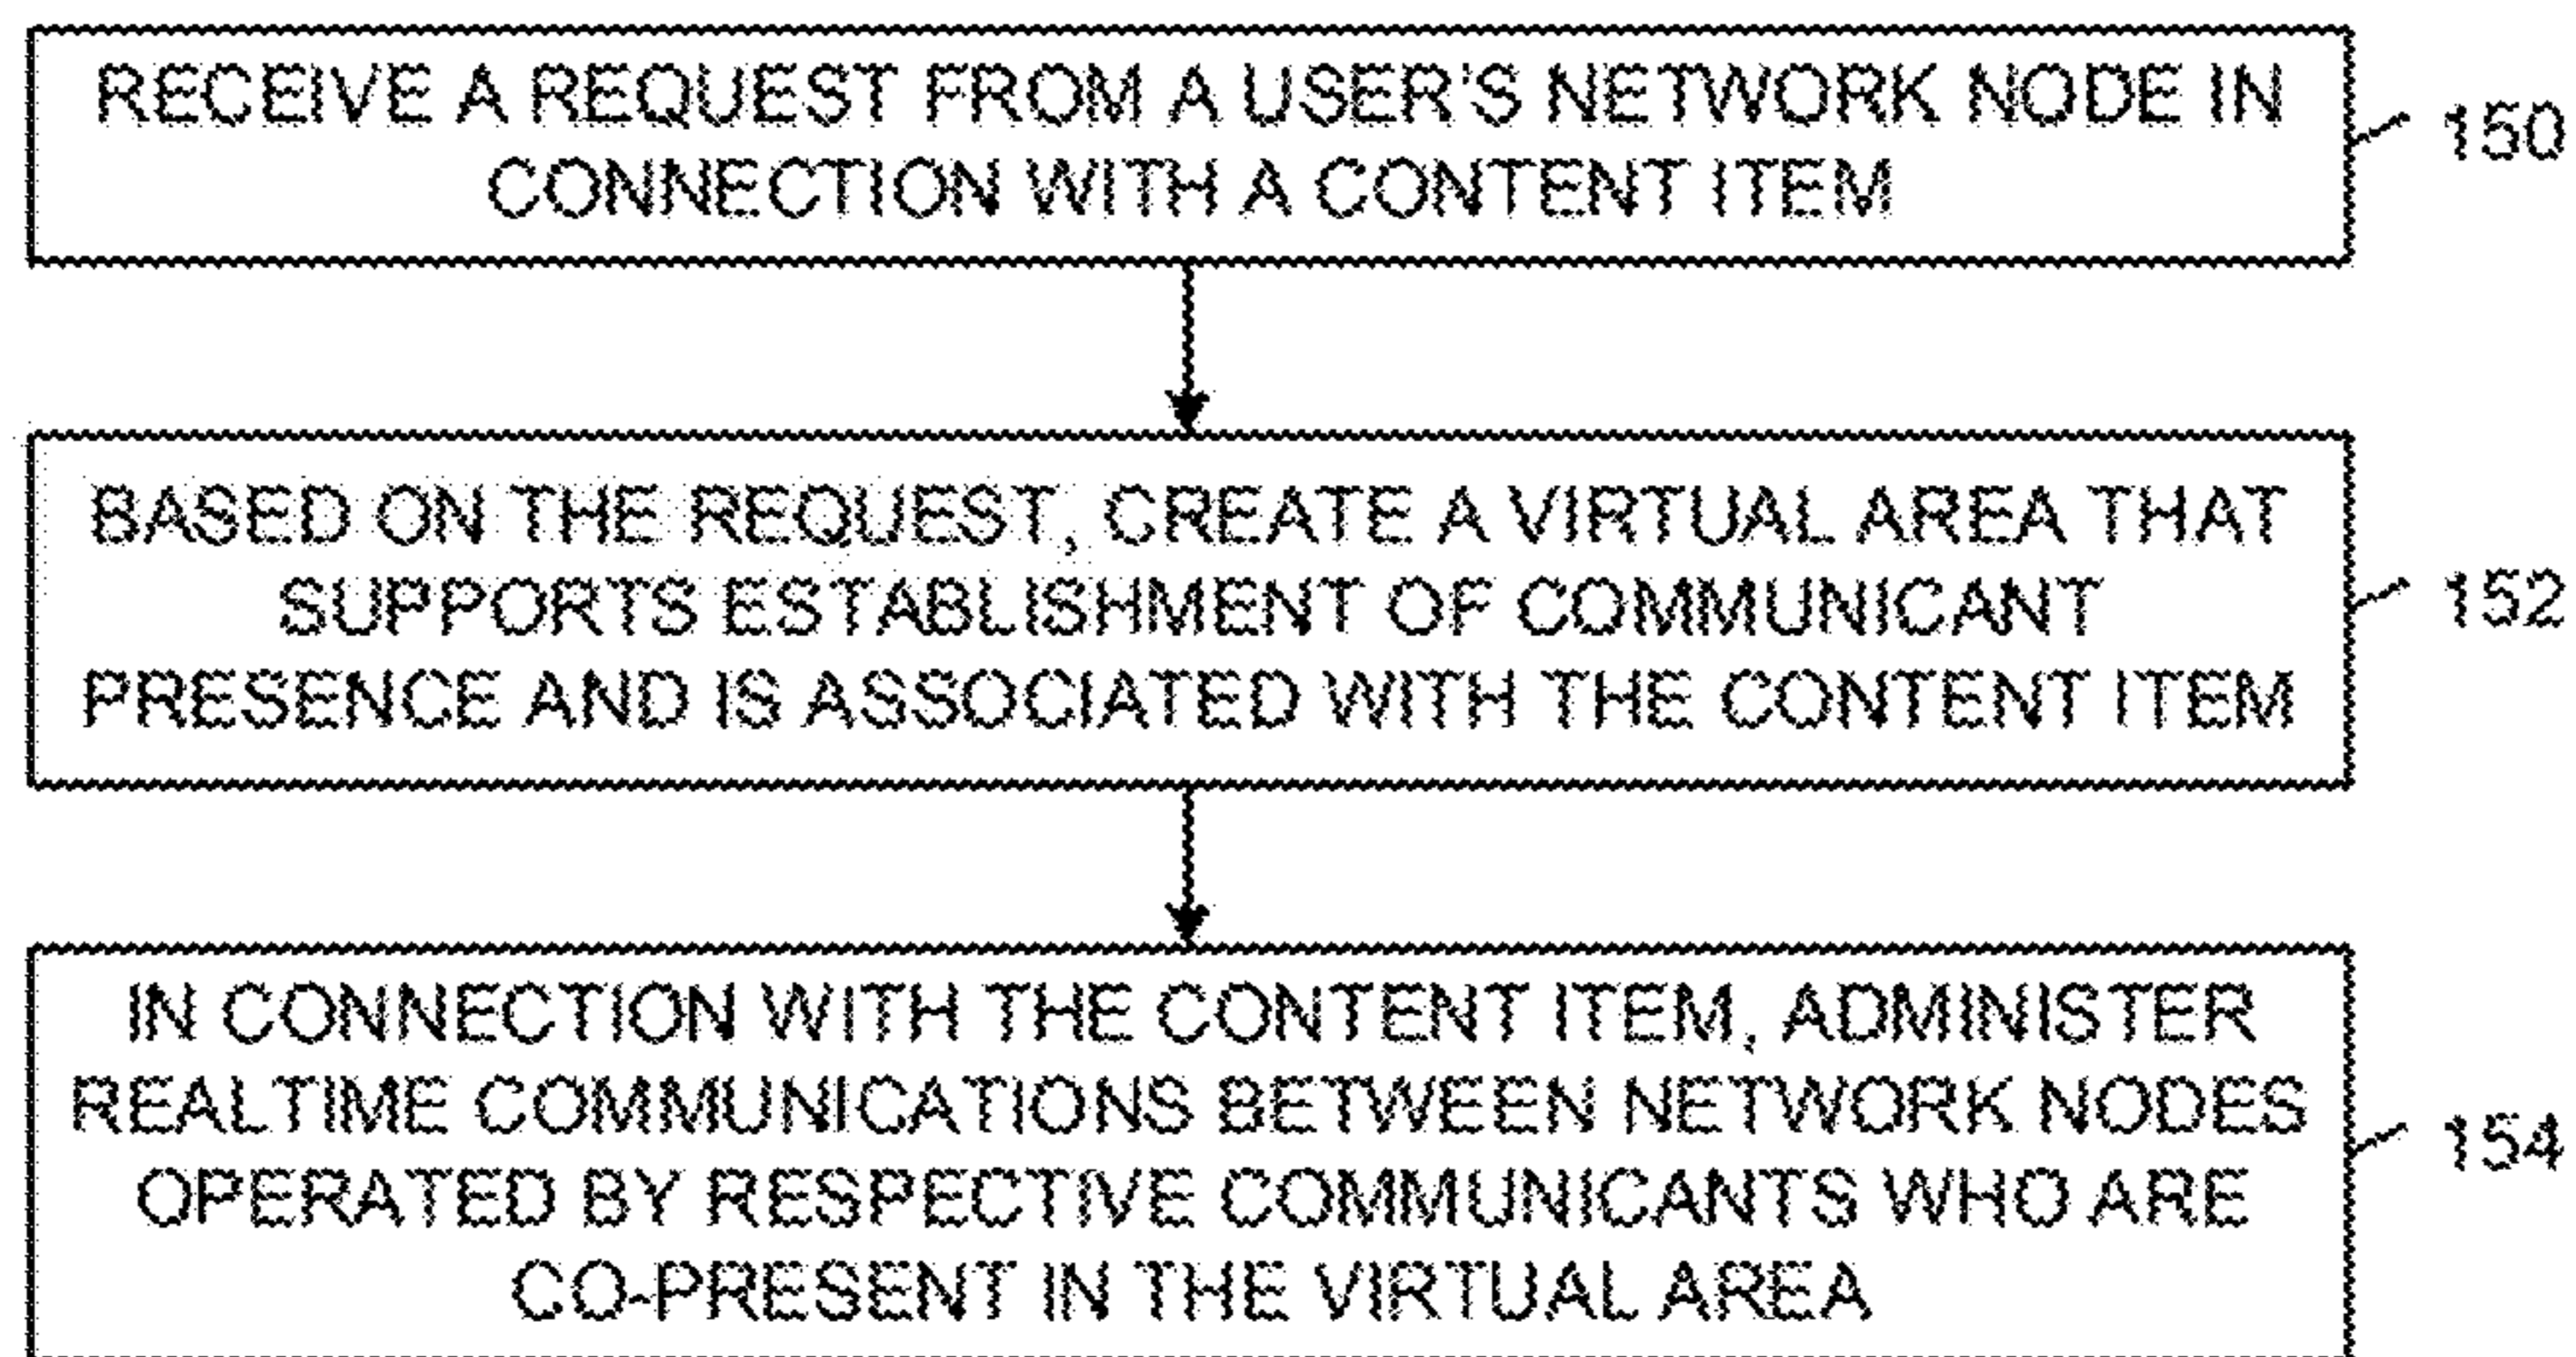 RECEIVE A REQUEST FROM A USER'S NETWORK NODE IN
CONNECTION WITH A CONTENT ITEM
150
BASED ON THE REQUEST, CREATE A VIRTUAL AREA THAT
SUPPORTS ESTABLISHMENT OF COMMUNICANT
PRESENCE AND IS ASSOCIATED WITH THE CONTENT ITEM
152
IN CONNECTION WITH THE CONTENT ITEM, ADMINISTER
REALTIME COMMUNICATIONS BETWEEN NETWORK NODES
OPERATED BY RESPECTIVE COMMUNICANTS WHO ARE
CO-PRESENT IN THE VIRTUAL AREA
154